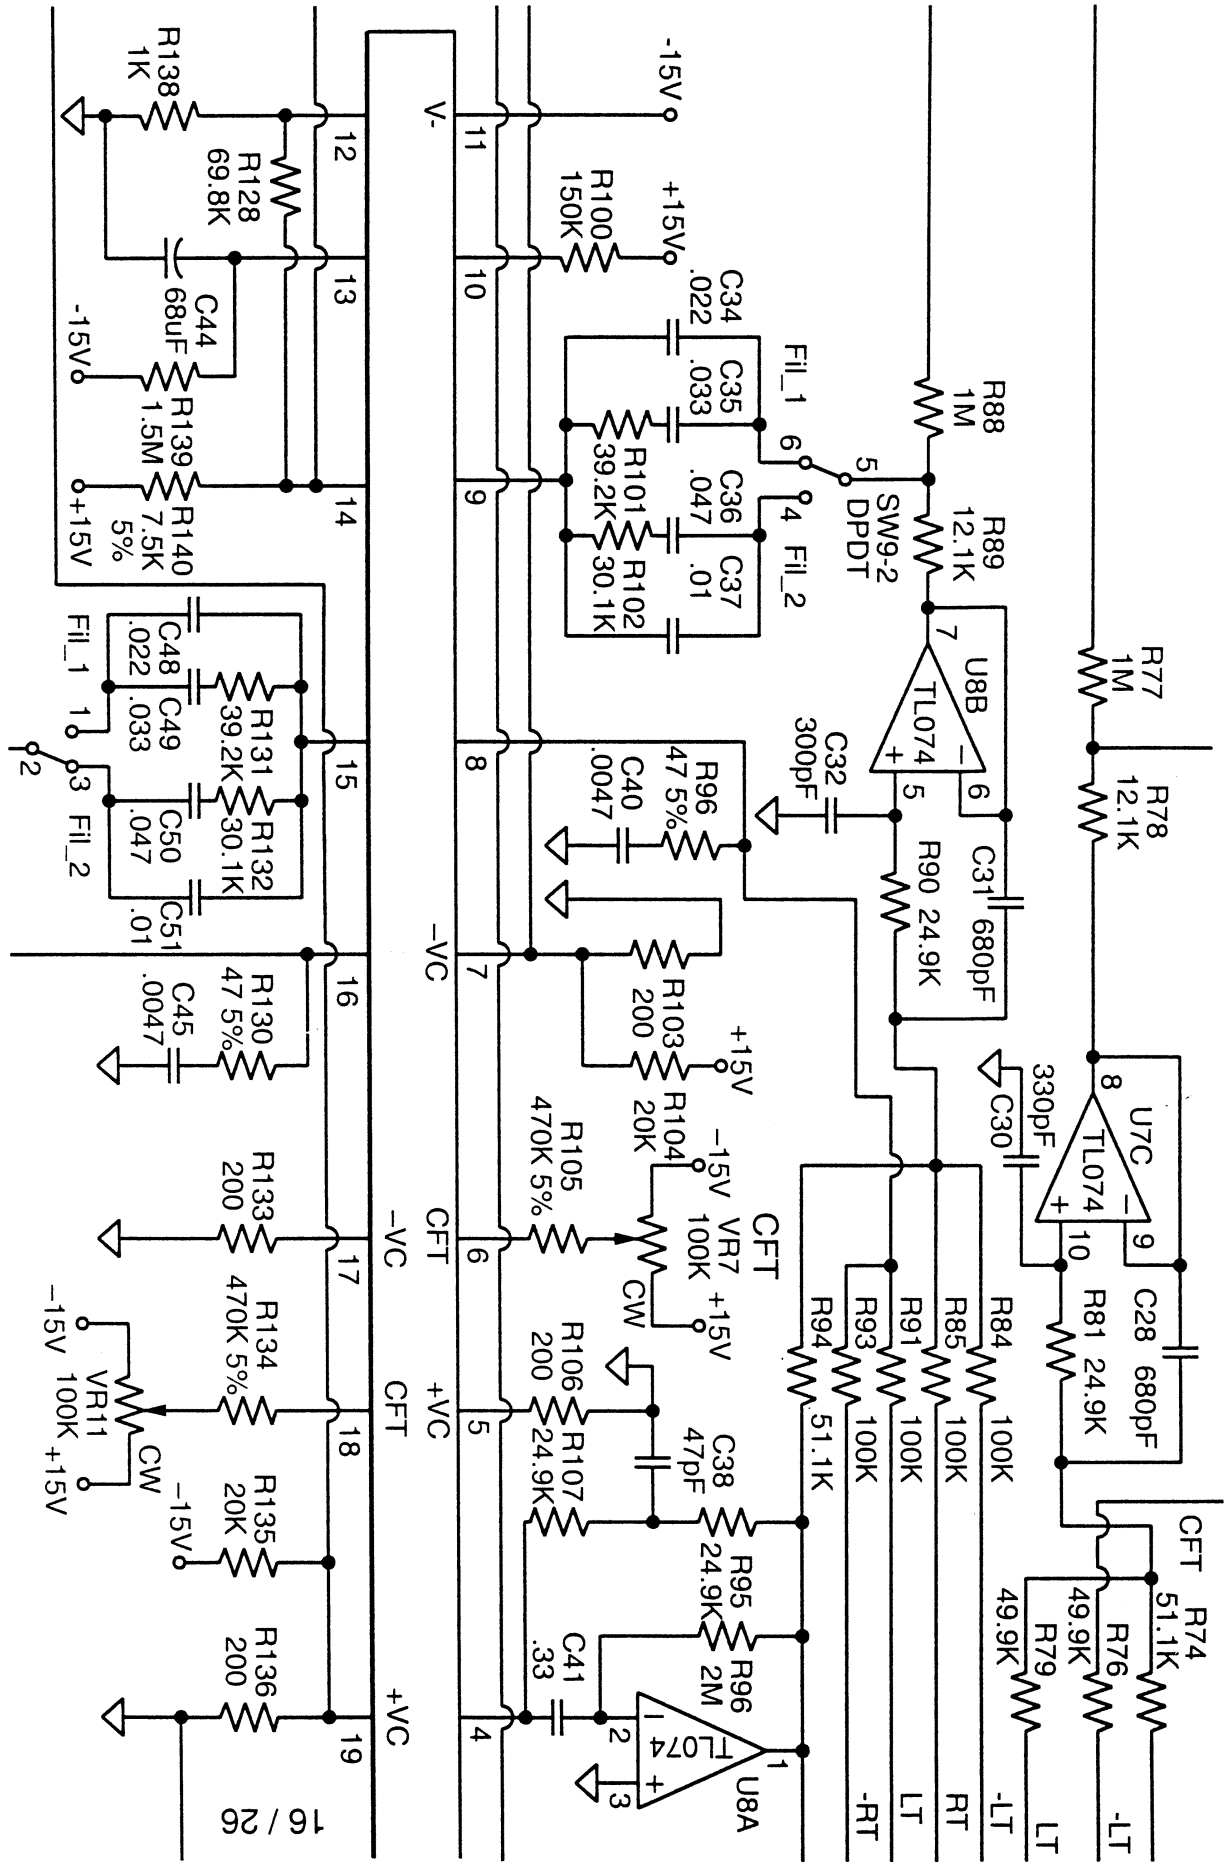 CFT
R74
51.1K
R76
49.9K
R79
49.9K
-LT
LT
R77
1M
R78
12.1K
U7C
TL074
8
9
10
+
−
C28 680pF
R81 24.9K
C30
330pF
R88
1M
R89
12.1K
U8B
TL074
7
6
5
+
−
C31 680pF
R90 24.9K
C32
300pF
R84 100K
R85 100K
R91 100K
R93 100K
R94 51.1K
-LT
RT
LT
-RT
SW9-2
DPDT
5
6
4
Fil_1
Fil_2
C34
.022
C35
.033
C36
.047
C37
.01
R101
39.2K
R102
30.1K
-15V
+15V
R100
150K
R96
47 5%
C40
.0047
R103
200
+15V
R104
20K
CFT
VR7
100K
−15V
+15V
CW
R105
470K 5%
R106
200
R107
24.9K
C38
47pF
R95
24.9K
R96
2M
C41
.33
U8A
TL074
1
2
3
−
+
V-
11
10
9
8
−VC
7
CFT
6
+VC
5
4
12
13
14
15
16
−VC
17
CFT
18
+VC
19
R138
1K
R128
69.8K
C44
68uF
-15V
R139
1.5M
R140
7.5K
5%
+15V
C48
.022
C49
.033
R131
39.2K
R132
30.1K
C50
.047
C51
.01
Fil_1
1
2
3
Fil_2
R130
47 5%
C45
.0047
R133
200
R134
470K 5%
−15V
VR11
100K
+15V
CW
R135
20K
−15V
R136
200
16 / 26